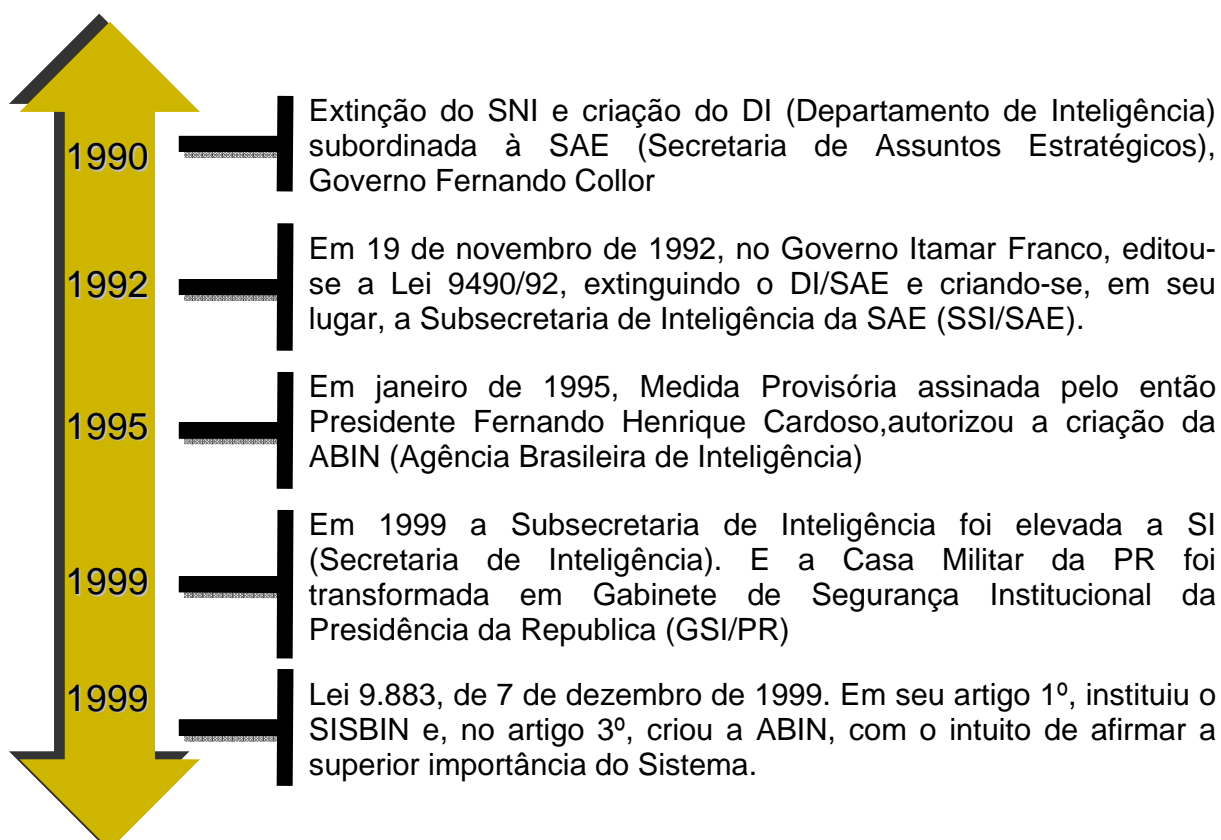 1990
Extinção do SNI e criação do DI (Departamento de Inteligência)
subordinada à SAE (Secretaria de Assuntos Estratégicos),
Governo Fernando Collor
1992
Em 19 de novembro de 1992, no Governo Itamar Franco, editou-
se a Lei 9490/92, extinguindo o DI/SAE e criando-se, em seu
lugar, a Subsecretaria de Inteligência da SAE (SSI/SAE).
1995
Em janeiro de 1995, Medida Provisória assinada pelo então
Presidente Fernando Henrique Cardoso,autorizou a criação da
ABIN (Agência Brasileira de Inteligência)
1999
Em 1999 a Subsecretaria de Inteligência foi elevada a SI
(Secretaria de Inteligência). E a Casa Militar da PR foi
transformada em Gabinete de Segurança Institucional da
Presidência da Republica (GSI/PR)
1999
Lei 9.883, de 7 de dezembro de 1999. Em seu artigo 1º, instituiu o
SISBIN e, no artigo 3º, criou a ABIN, com o intuito de afirmar a
superior importância do Sistema.